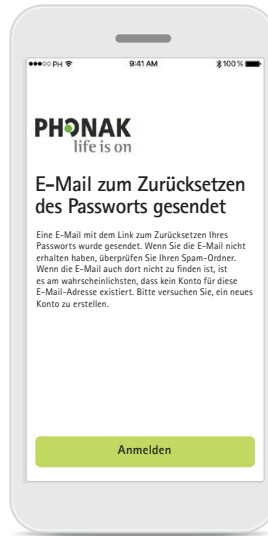 PH
9:41 AM
100 %
PHONAK
life is on
E-Mail zum Zurücksetzen
des Passworts gesendet
Eine E-Mail mit dem Link zum Zurücksetzen Ihres
Passworts wurde gesendet. Wenn Sie die E-Mail nicht
erhalten haben, überprüfen Sie Ihren Spam-Ordner.
Wenn die E-Mail auch dort nicht zu finden ist, ist
es am wahrscheinlichsten, dass kein Konto für diese
E-Mail-Adresse existiert. Bitte versuchen Sie, ein neues
Konto zu erstellen.
Anmelden